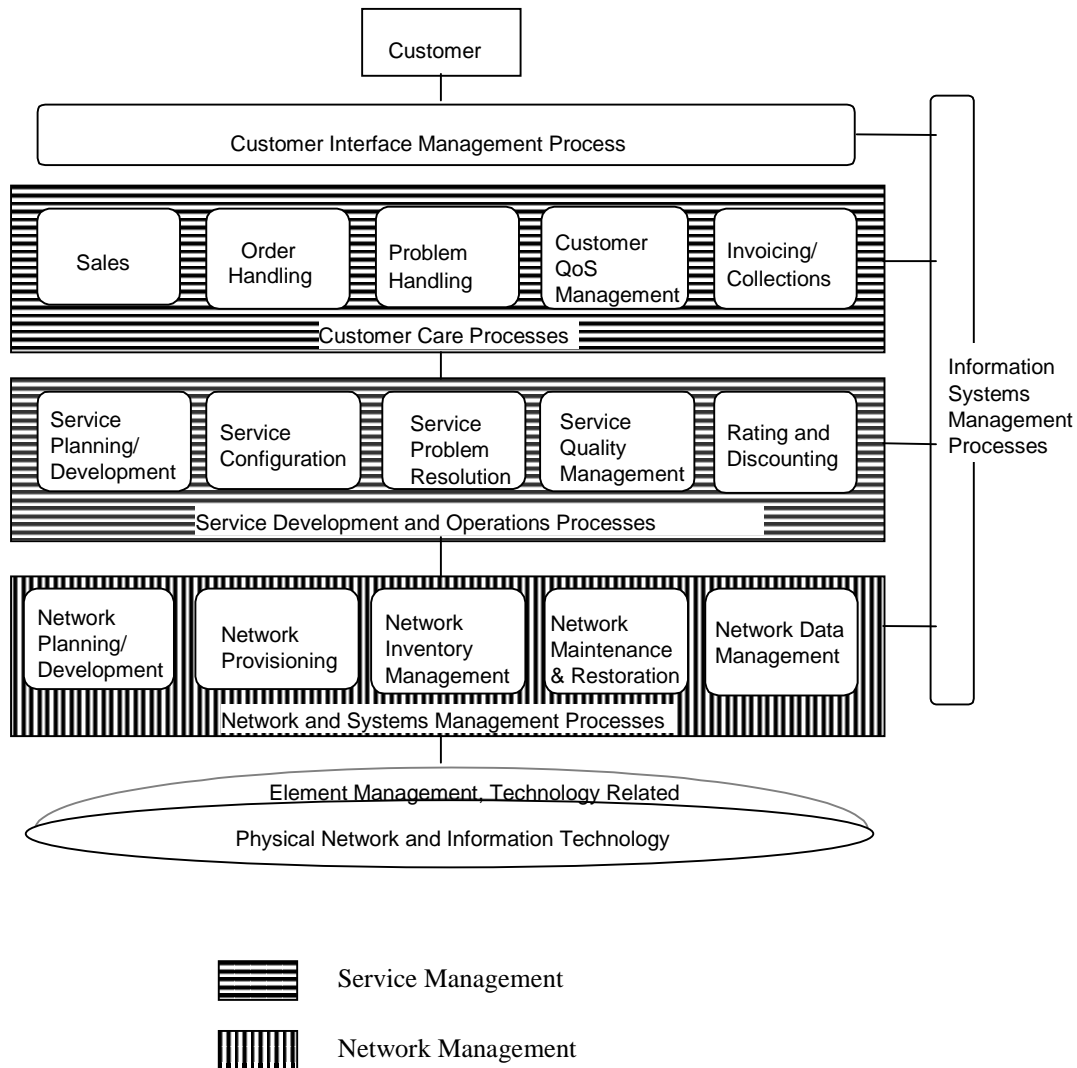 Customer
Customer Interface Management Process
Sales
Order
Handling
Problem
Handling
Customer
QoS
Management
Invoicing/
Collections
Customer Care Processes
Information
Systems
Management
Processes
Service
Planning/
Development
Service
Configuration
Service
Problem
Resolution
Service
Quality
Management
Rating and
Discounting
Service Development and Operations Processes
Network
Planning/
Development
Network
Provisioning
Network
Inventory
Management
Network
Maintenance
& Restoration
Network Data
Management
Network and Systems Management Processes
Element Management, Technology Related
Physical Network and Information Technology
Service Management
Network Management